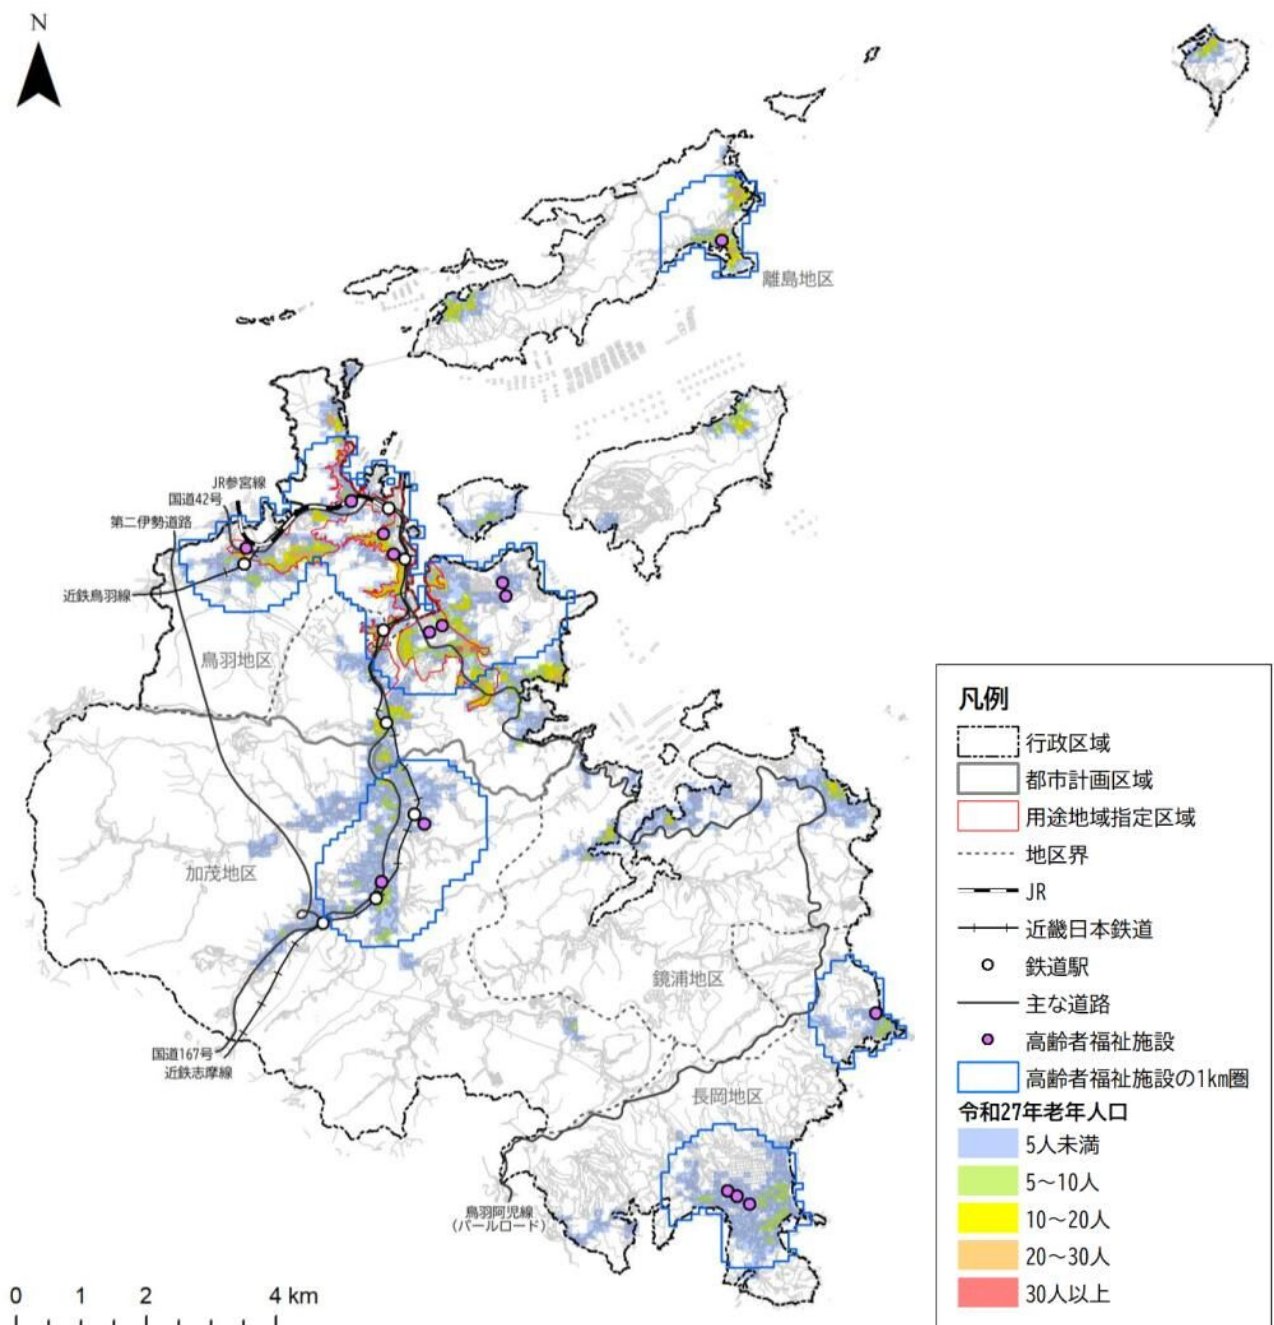 N
離島地区
JR参宮線
国道42号
第二伊勢道路
近鉄鳥羽線
鳥羽地区
加茂地区
鏡浦地区
国道167号
近鉄志摩線
長岡地区
鳥羽阿児線
(パールロード)
0 1 2 4 km
凡例
行政区域
都市計画区域
用途地域指定区域
地区界
JR
近畿日本鉄道
鉄道駅
主な道路
高齢者福祉施設
高齢者福祉施設の1km圏
令和27年老年人口
5人未満
5～10人
10～20人
20～30人
30人以上